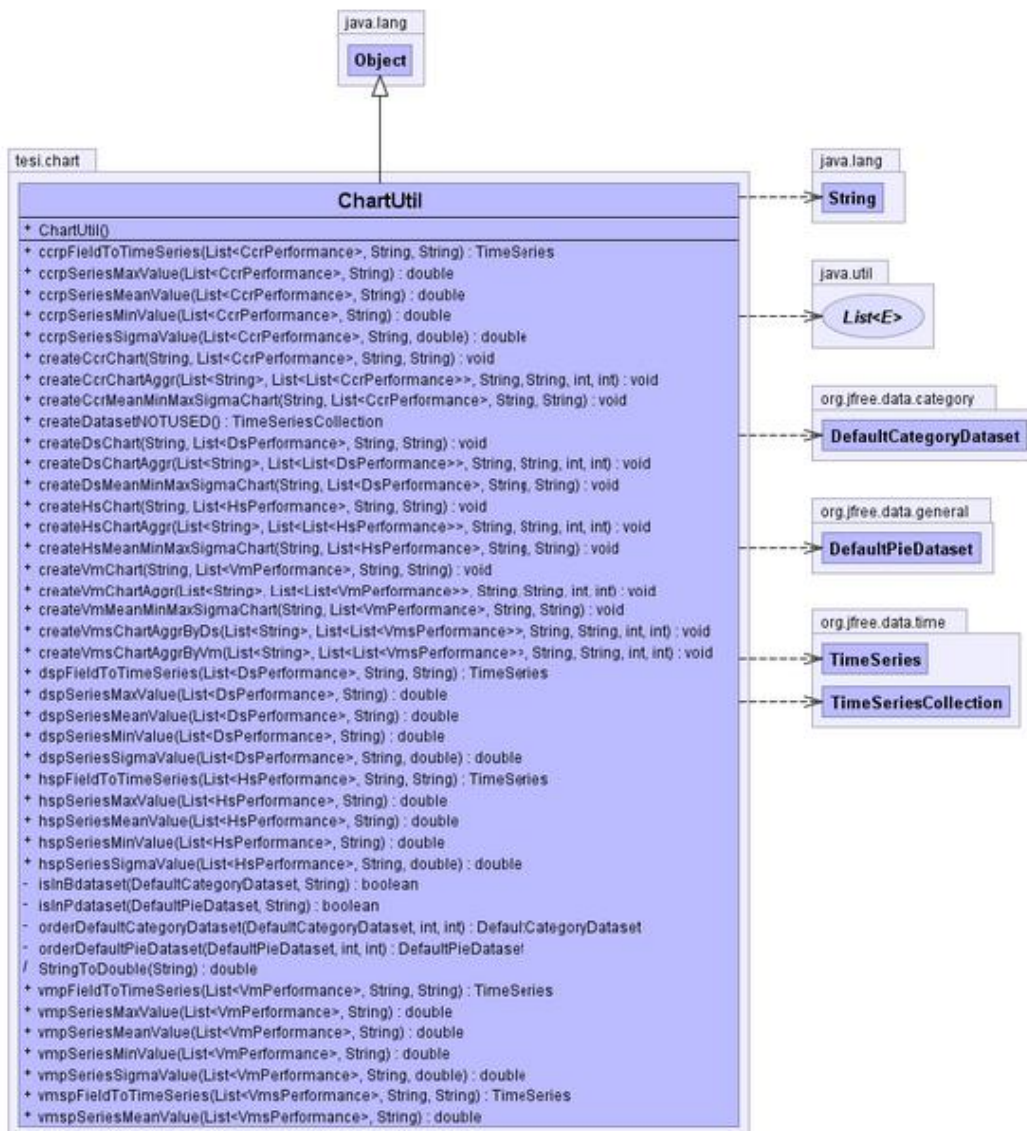 java.lang
Object
tesi.chart
ChartUtil
+ ChartUtil()
+ ccrpFieldToTimeSeries(List<CcrPerformance>, String, String) : TimeSeries
+ ccrpSeriesMaxValue(List<CcrPerformance>, String) : double
+ ccrpSeriesMeanValue(List<CcrPerformance>, String) : double
+ ccrpSeriesMinValue(List<CcrPerformance>, String) : double
+ ccrpSeriesSigmaValue(List<CcrPerformance>, String, double) : double
+ createCcrChart(String, List<CcrPerformance>, String, String) : void
+ createCcrChartAggr(List<String>, List<List<CcrPerformance>>, String, String, int, int) : void
+ createCcrMeanMinMaxSigmaChart(String, List<CcrPerformance>, String, String) : void
+ createDatasetNOTUSED() : TimeSeriesCollection
+ createDsChart(String, List<DsPerformance>, String, String) : void
+ createDsChartAggr(List<String>, List<List<DsPerformance>>, String, String, int, int) : void
+ createDsMeanMinMaxSigmaChart(String, List<DsPerformance>, String, String) : void
+ createHsChart(String, List<HsPerformance>, String, String) : void
+ createHsChartAggr(List<String>, List<List<HsPerformance>>, String, String, int, int) : void
+ createHsMeanMinMaxSigmaChart(String, List<HsPerformance>, String, String) : void
+ createVmChart(String, List<VmPerformance>, String, String) : void
+ createVmChartAggr(List<String>, List<List<VmPerformance>>, String, String, int, int) : void
+ createVmMeanMinMaxSigmaChart(String, List<VmPerformance>, String, String) : void
+ createVmsChartAggrByDs(List<String>, List<List<VmsPerformance>>, String, String, int, int) : void
+ createVmsChartAggrByVm(List<String>, List<List<VmsPerformance>>, String, String, int, int) : void
+ dspFieldToTimeSeries(List<DsPerformance>, String, String) : TimeSeries
+ dspSeriesMaxValue(List<DsPerformance>, String) : double
+ dspSeriesMeanValue(List<DsPerformance>, String) : double
+ dspSeriesMinValue(List<DsPerformance>, String) : double
+ dspSeriesSigmaValue(List<DsPerformance>, String, double) : double
+ hspFieldToTimeSeries(List<HsPerformance>, String, String) : TimeSeries
+ hspSeriesMaxValue(List<HsPerformance>, String) : double
+ hspSeriesMeanValue(List<HsPerformance>, String) : double
+ hspSeriesMinValue(List<HsPerformance>, String) : double
+ hspSeriesSigmaValue(List<HsPerformance>, String, double) : double
- isInBdataset(DefaultCategoryDataset, String) : boolean
- isInPdataset(DefaultPieDataset, String) : boolean
- orderDefaultCategoryDataset(DefaultCategoryDataset, int, int) : DefaultCategoryDataset
- orderDefaultPieDataset(DefaultPieDataset, int, int) : DefaultPieDataset
/ StringToDouble(String) : double
+ vmpFieldToTimeSeries(List<VmPerformance>, String, String) : TimeSeries
+ vmpSeriesMaxValue(List<VmPerformance>, String) : double
+ vmpSeriesMeanValue(List<VmPerformance>, String) : double
+ vmpSeriesMinValue(List<VmPerformance>, String) : double
+ vmpSeriesSigmaValue(List<VmPerformance>, String, double) : double
+ vmspFieldToTimeSeries(List<VmsPerformance>, String, String) : TimeSeries
+ vmspSeriesMeanValue(List<VmsPerformance>, String) : double
java.lang
String
java.util
List<E>
org.jfree.data.category
DefaultCategoryDataset
org.jfree.data.general
DefaultPieDataset
org.jfree.data.time
TimeSeries
TimeSeriesCollection